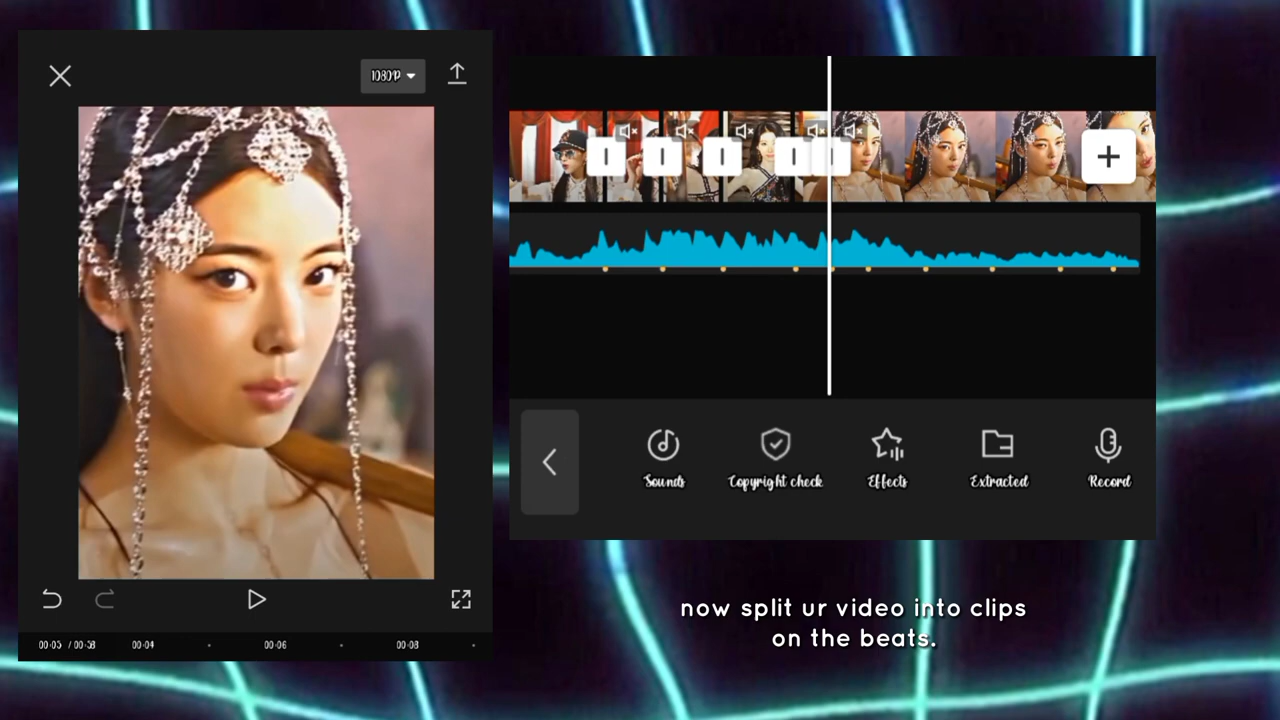 1080P
00:05 / 00:38
00:04
00:06
00:08
Sounds
Copyright check
Effects
Extracted
Record
now split ur video into clips
on the beats.